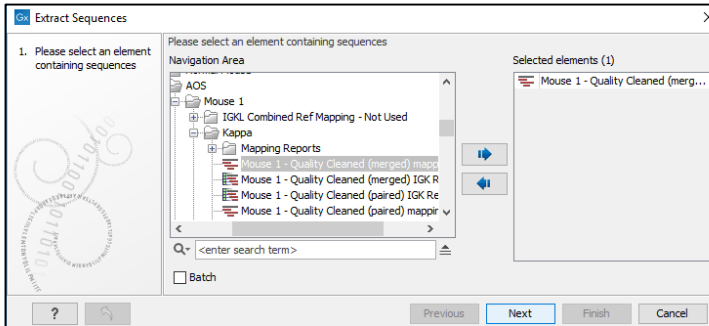 Gx Extract Sequences
1. Please select an element
containing sequences
Please select an element containing sequences
Navigation Area
AOS
Mouse 1
IGKL Combined Ref Mapping - Not Used
Kappa
Mapping Reports
Mouse 1 - Quality Cleaned (merged) mapp
Mouse 1 - Quality Cleaned (merged) IGK R
Mouse 1 - Quality Cleaned (paired) IGK Re
Mouse 1 - Quality Cleaned (paired) mappin
<enter search term>
Batch
Selected elements (1)
Mouse 1 - Quality Cleaned (merg...
?
Previous
Next
Finish
Cancel